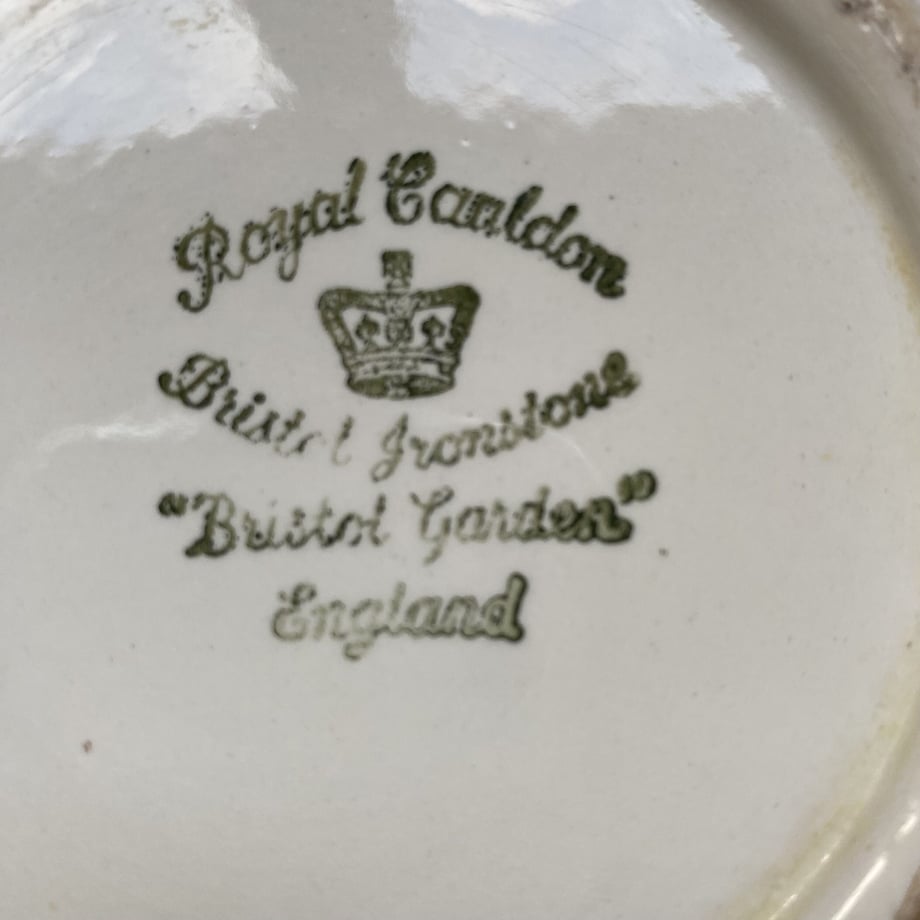 Royal Cauldon
Bristol Ironstone
"Bristol Garden"
England